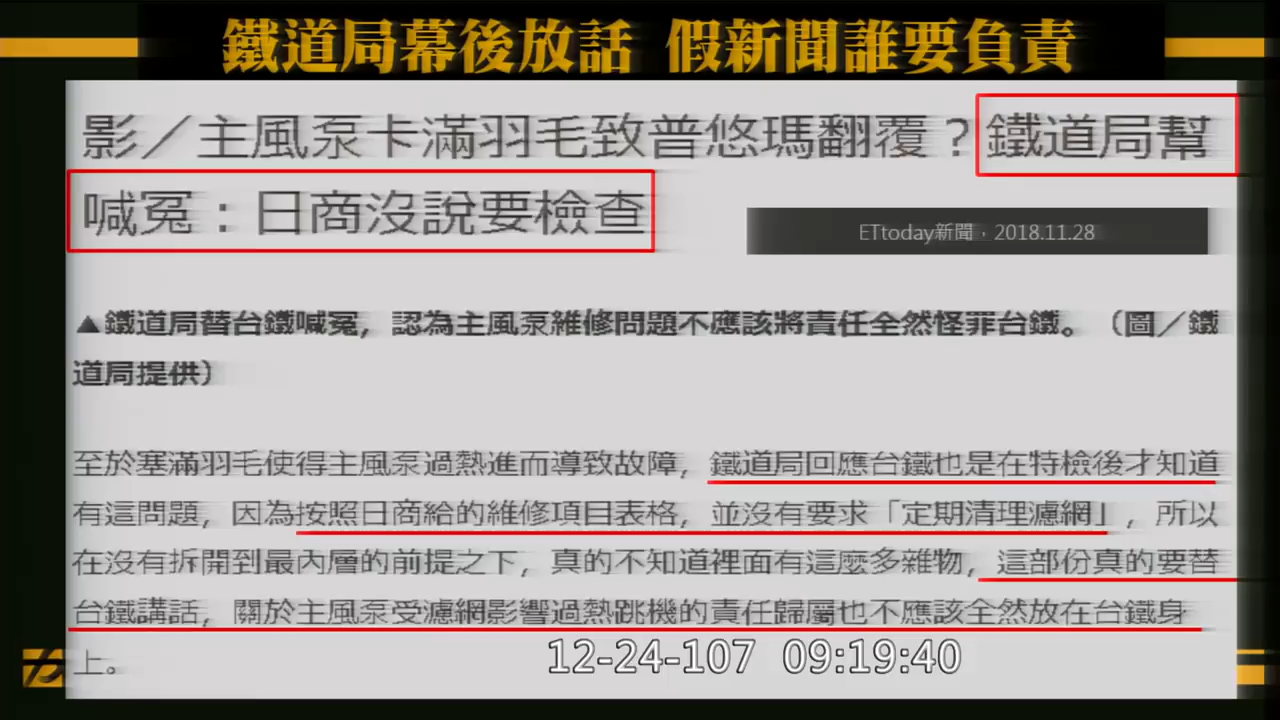 鐵道局幕後放話 假新聞誰要負責
影／主風泵卡滿羽毛致普悠瑪翻覆？鐵道局幫
喊冤：日商沒說要檢查
ETtoday新聞，2018.11.28
▲鐵道局替台鐵喊冤，認為主風泵維修問題不應該將責任全然怪罪台鐵。（圖／鐵
道局提供）
至於塞滿羽毛使得主風泵過熱進而導致故障，鐵道局回應台鐵也是在特檢後才知道
有這問題，因為按照日商給的維修項目表格，並沒有要求「定期清理濾網」，所以
在沒有拆開到最內層的前提之下，真的不知道裡面有這麼多雜物，這部份真的要替
台鐵講話，關於主風泵受濾網影響過熱跳機的責任歸屬也不應該全然放在台鐵身
上。
12-24-107 09:19:40